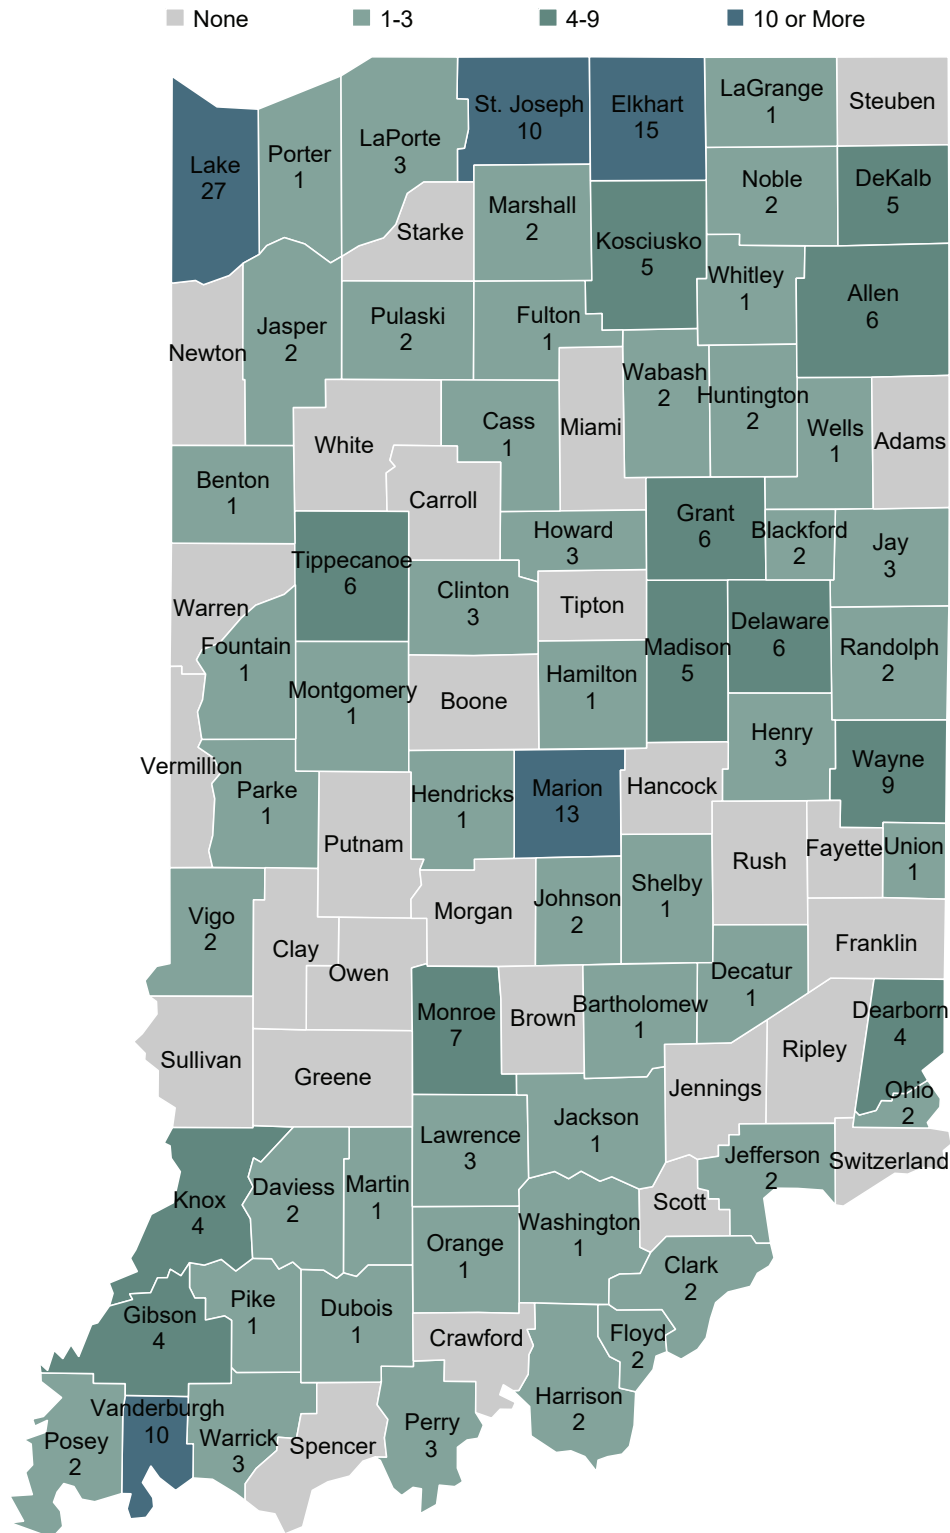 None 1-3 4-9 10 or More
LaGrange
1
Steuben
St. Joseph
10
Elkhart
15
LaPorte
3
Porter
1
Lake
27
Noble
2
DeKalb
5
Marshall
2
Starke
Kosciusko
5
Whitley
1
Allen
6
Newton
Jasper
2
Pulaski
2
Fulton
1
Wabash
2
Huntington
2
Miami
Cass
1
White
Wells
1
Adams
Benton
1
Carroll
Grant
6
Blackford
2
Jay
3
Howard
3
Tippecanoe
6
Clinton
3
Tipton
Warren
Fountain
1
Montgomery
1
Boone
Hamilton
1
Madison
5
Delaware
6
Randolph
2
Henry
3
Wayne
9
Vermillion
Parke
1
Putnam
Hendricks
1
Marion
13
Hancock
Rush
Fayette
Union
1
Vigo
2
Clay
Owen
Morgan
Johnson
2
Shelby
1
Franklin
Decatur
1
Monroe
7
Brown
Bartholomew
1
Dearborn
4
Ohio
2
Sullivan
Greene
Jennings
Ripley
Lawrence
3
Jackson
1
Jefferson
2
Switzerland
Knox
4
Daviess
2
Martin
1
Scott
Washington
1
Orange
1
Clark
2
Gibson
4
Pike
1
Dubois
1
Crawford
Floyd
2
Harrison
2
Posey
2
Vanderburgh
10
Warrick
3
Spencer
Perry
3